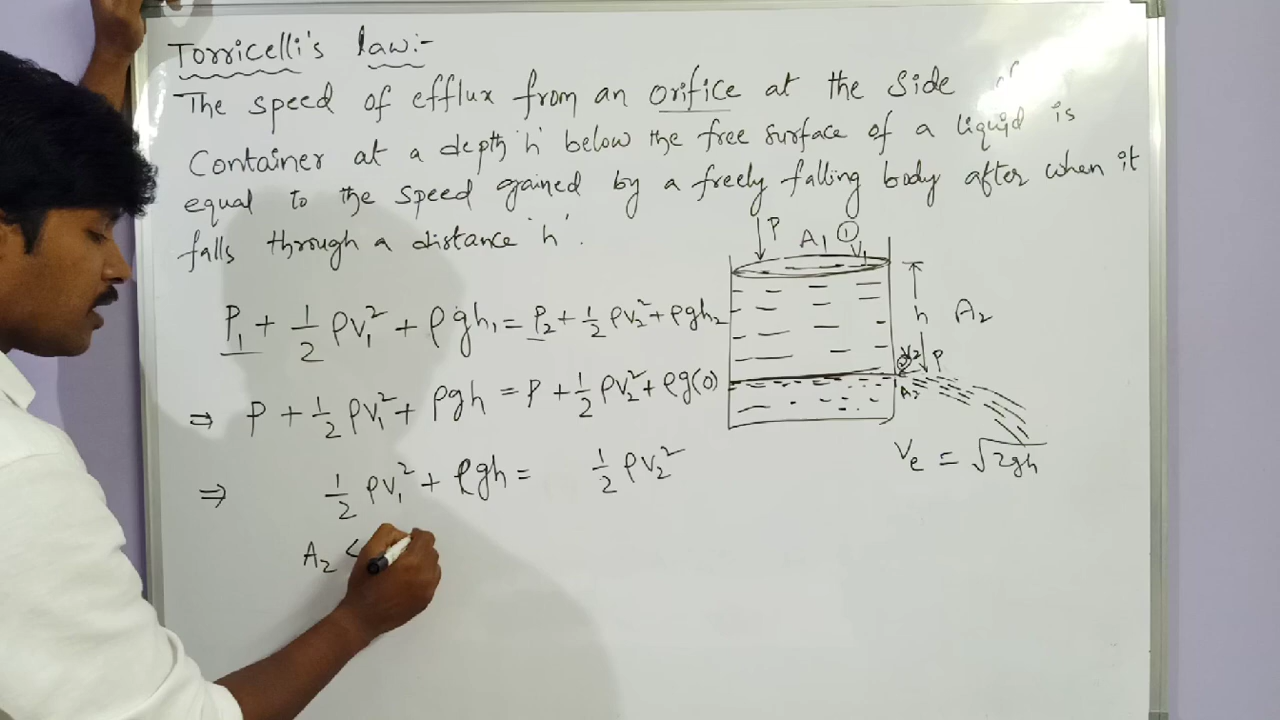 Torricelli's law:-
The speed of efflux from an orifice at the side of
Container at a depth 'h' below the free surface of a liquid is
equal to the speed gained by a freely falling body after when it
falls through a distance 'h'.
P A₁ ① V₁
P₁ + 1/2 ρv₁² + ρgh₁ = P₂ + 1/2 ρv₂² + ρgh₂
h A₂
② V₂ P
A₂
⇒ P + 1/2 ρv₁² + ρgh = P + 1/2 ρv₂² + ρg(0)
Vₑ = √2gh
⇒ 1/2 ρv₁² + ρgh = 1/2 ρv₂²
A₂ <